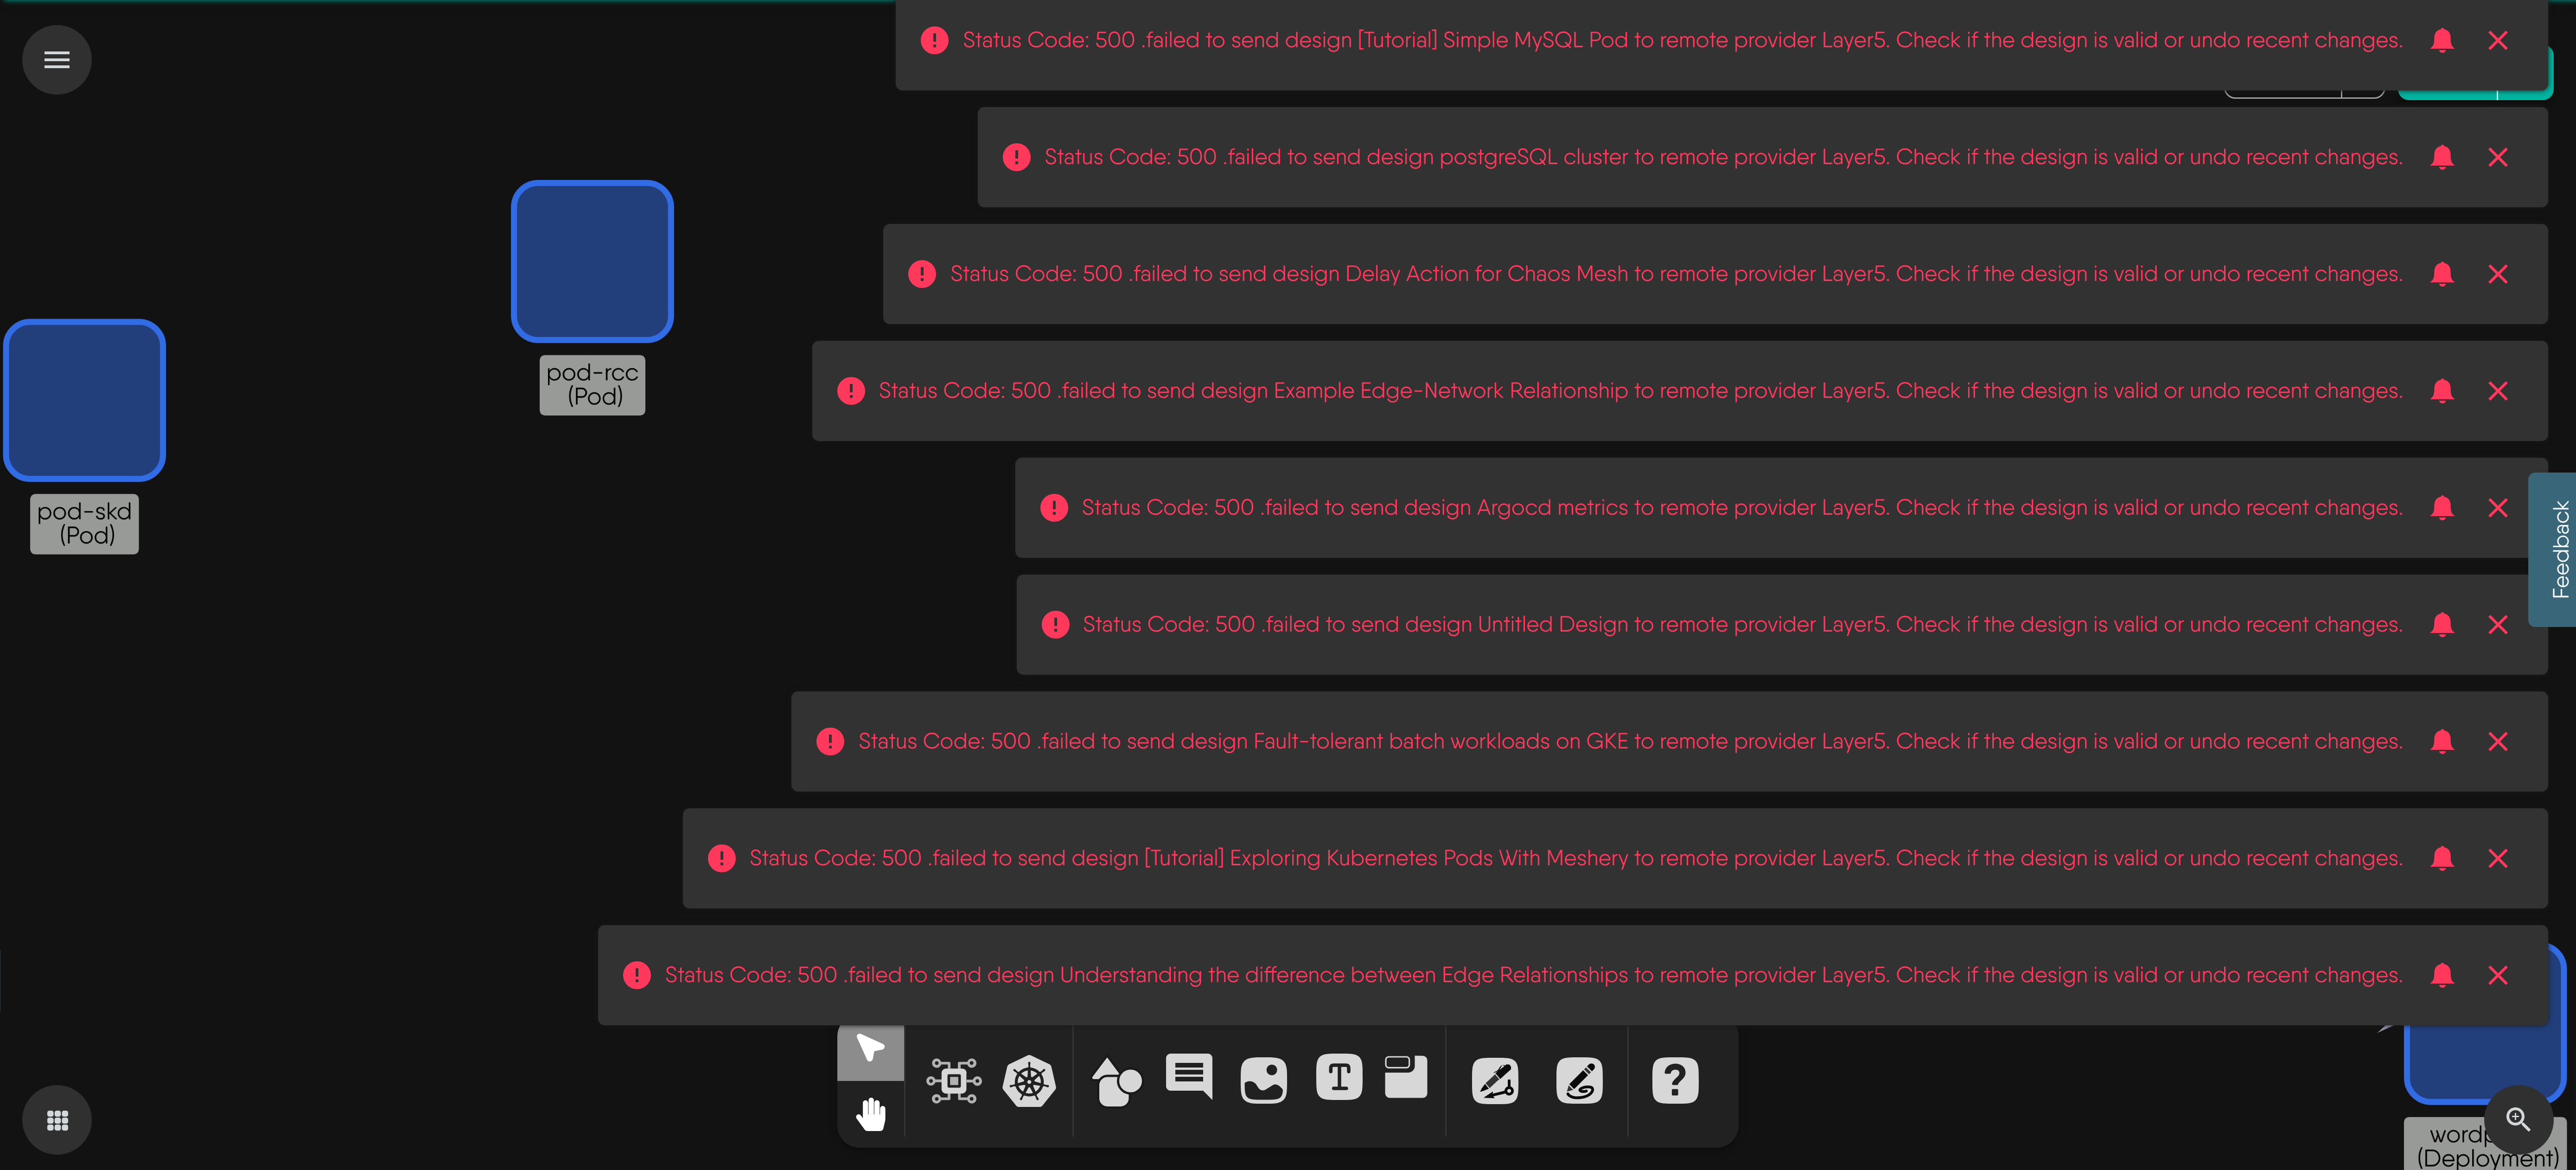 Status Code: 500 .failed to send design [Tutorial] Simple MySQL Pod to remote provider Layer5. Check if the design is valid or undo recent changes.
Status Code: 500 .failed to send design postgreSQL cluster to remote provider Layer5. Check if the design is valid or undo recent changes.
Status Code: 500 .failed to send design Delay Action for Chaos Mesh to remote provider Layer5. Check if the design is valid or undo recent changes.
pod-rcc
(Pod)
Status Code: 500 .failed to send design Example Edge-Network Relationship to remote provider Layer5. Check if the design is valid or undo recent changes.
pod-skd
(Pod)
Status Code: 500 .failed to send design Argocd metrics to remote provider Layer5. Check if the design is valid or undo recent changes.
Feedback
Status Code: 500 .failed to send design Untitled Design to remote provider Layer5. Check if the design is valid or undo recent changes.
Status Code: 500 .failed to send design Fault-tolerant batch workloads on GKE to remote provider Layer5. Check if the design is valid or undo recent changes.
Status Code: 500 .failed to send design [Tutorial] Exploring Kubernetes Pods With Meshery to remote provider Layer5. Check if the design is valid or undo recent changes.
Status Code: 500 .failed to send design Understanding the difference between Edge Relationships to remote provider Layer5. Check if the design is valid or undo recent changes.
(Deployment)